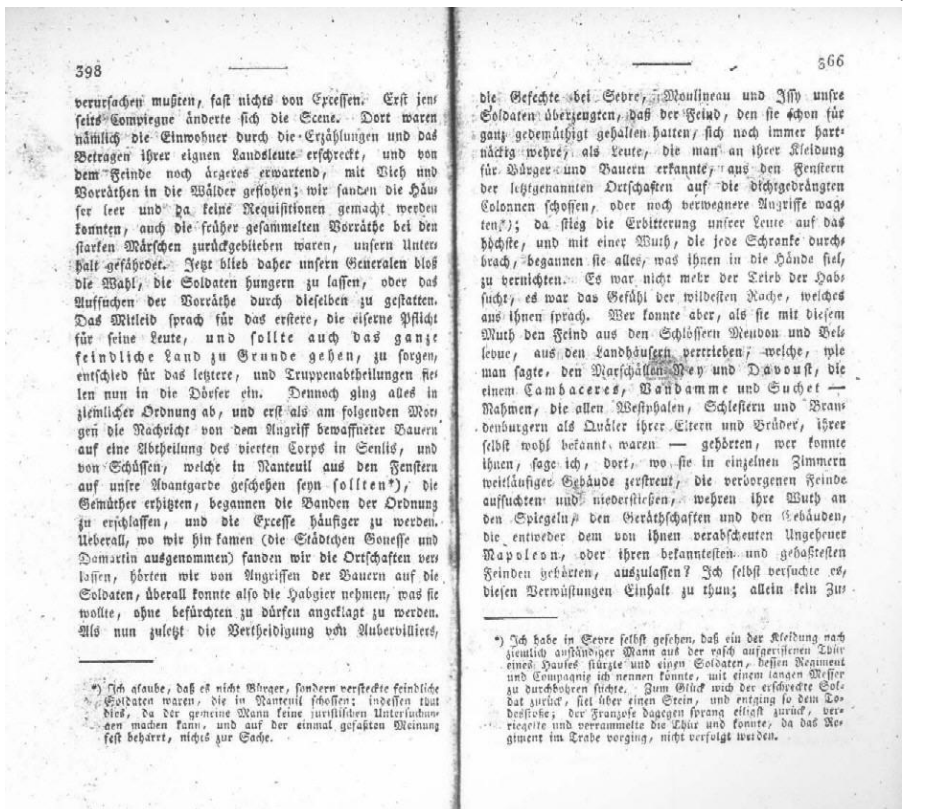 398
verursachen mußten, fast nichts von Excessen. Erst jen-
seits Compiegne änderte sich die Scene. Dort waren
nämlich die Einwohner durch die Erzählungen und das
Betragen ihrer eignen Landsleute erschreckt, und von
dem Feinde noch ärgeres erwartend, mit Vieh und
Vorräthen in die Wälder geflohen; wir fanden die Häu-
ser leer und da keine Requisitionen gemacht werden
konnten, auch die früher gesammelten Vorräthe bei den
starken Märschen zurückgeblieben waren, unsern Unter-
halt gefährdet. Jetzt blieb daher unsern Generalen bloß
die Wahl, die Soldaten hungern zu lassen, oder das
Aufsuchen der Vorräthe durch dieselben zu gestatten.
Das Mitleid sprach für das erstere, die eiserne Pflicht
für seine Leute, und sollte auch das ganze
feindliche Land zu Grunde gehen, zu sorgen,
entschied für das letztere, und Truppenabtheilungen fie-
len nun in die Dörfer ein. Dennoch ging alles in
ziemlicher Ordnung ab, und erst als am folgenden Mor-
gen die Nachricht von dem Angriff bewaffneter Bauern
auf eine Abtheilung des vierten Corps in Senlis, und
von Schüssen, welche in Nanteuil aus den Fenstern
auf unsre Avantgarde geschehen seyn sollten*), die
Gemüther erhitzten, begannen die Banden der Ordnung
zu erschlaffen, und die Excesse häufiger zu werden.
Ueberall, wo wir hin kamen (die Städtchen Gonesse und
Damartin ausgenommen) fanden wir die Ortschaften ver-
lassen, hörten wir von Angriffen der Bauern auf die
Soldaten, überall konnte also die Habgier nehmen, was sie
wollte, ohne befürchten zu dürfen angeklagt zu werden.
Als nun zuletzt die Vertheidigung von Aubervilliers,
*) Ich glaube, daß es nicht Bürger, sondern versteckte feindliche
Soldaten waren, die in Nanteuil schossen; indessen thut
dies, da der gemeine Mann keine juristischen Untersuchun-
gen machen kann, und auf der einmal gefaßten Meinung
fest beharrt, nichts zur Sache.
366
die Gefechte bei Sevre, Moulineau und Issy unsre
Soldaten überzeugten, daß der Feind, den sie schon für
ganz gedemüthigt gehalten hatten, sich noch immer hart-
näckig wehre, als Leute, die man an ihrer Kleidung
für Bürger und Bauern erkannte, aus den Fenstern
der letztgenannten Ortschaften auf die dichtgedrängten
Colonnen schossen, oder noch verwegnere Angriffe wag-
ten*); da stieg die Erbitterung unsrer Leute auf das
höchste, und mit einer Wuth, die jede Schranke durch-
brach, begannen sie alles, was ihnen in die Hände fiel,
zu vernichten. Es war nicht mehr der Trieb der Hab-
sucht, es war das Gefühl der wildesten Rache, welches
aus ihnen sprach. Wer konnte aber, als sie mit diesem
Muth den Feind aus den Schlössern Meudon und Bel-
levue, aus den Landhäusern vertrieben, welche, wie
man sagte, den Marschällen Ney und Davoust, die
einem Cambaceres, Vandamme und Suchet —
Nahmen, die allen Westphalen, Schlesiern und Bran-
denburgern als Quäler ihrer Eltern und Brüder, ihrer
selbst wohl bekannt waren — gehörten, wer konnte
ihnen, sage ich, dort, wo sie in einzelnen Zimmern
weitläufiger Gebäude zerstreut, die verborgenen Feinde
aufsuchten und niederstießen, wehren ihre Wuth an
den Spiegeln, den Geräthschaften und den Gebäuden,
die entweder dem von ihnen verabscheuten Ungeheuer
Napoleon, oder ihren bekanntesten und gehaßtesten
Feinden gehörten, auszulassen? Ich selbst versuchte es,
diesen Verwüstungen Einhalt zu thun; allein kein Zu-
*) Ich habe in Sevre selbst gesehen, daß ein der Kleidung nach
ziemlich anständiger Mann aus der rasch aufgerissenen Thür
eines Hauses stürzte und einen Soldaten, dessen Regiment
und Compagnie ich nennen könnte, mit einem langen Messer
zu durchbohren suchte. Zum Glück wich der erschreckte Sol-
dat zurück, fiel über einen Stein, und entging so dem To-
desstoße; der Franzose dagegen sprang eiligst zurück, ver-
riegelte und verrammelte die Thür und konnte, da das Re-
giment im Trabe vorging, nicht verfolgt werden.